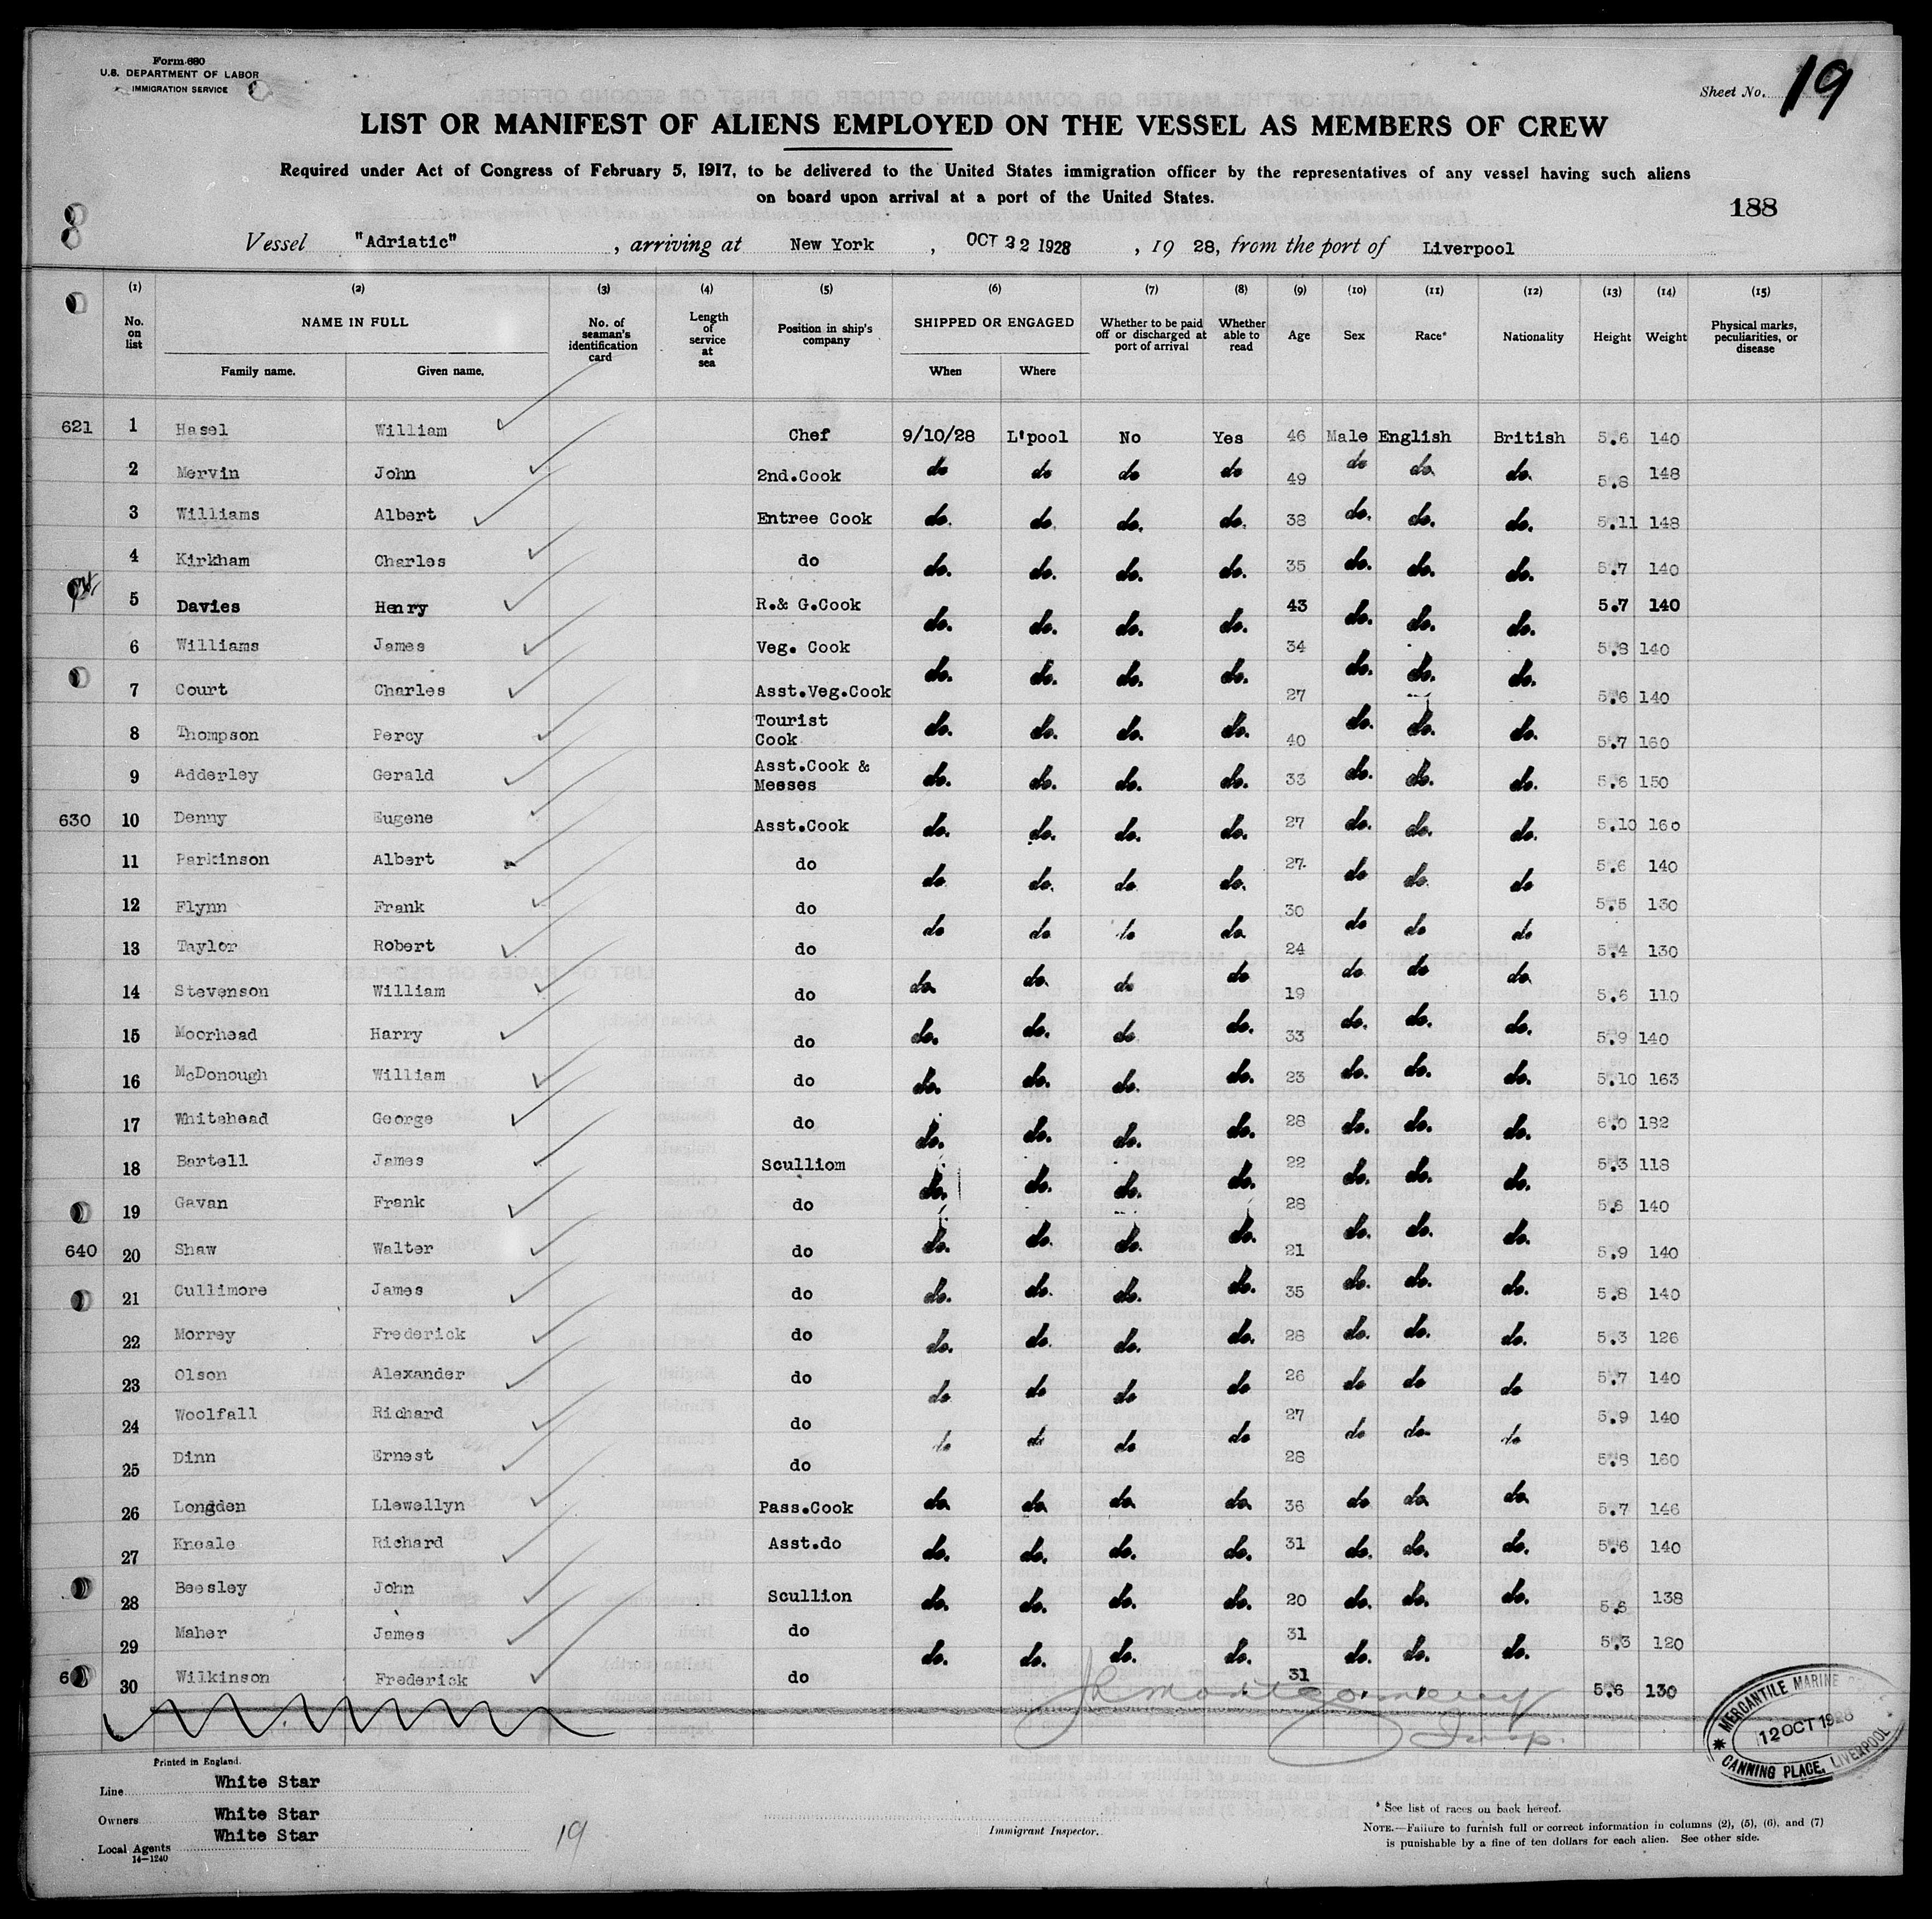 Form 680
U.S. DEPARTMENT OF LABOR
IMMIGRATION SERVICE
Sheet No. 19
LIST OR MANIFEST OF ALIENS EMPLOYED ON THE VESSEL AS MEMBERS OF CREW
Required under Act of Congress of February 5, 1917, to be delivered to the United States immigration officer by the representatives of any vessel having such aliens
on board upon arrival at a port of the United States.
188
Vessel "Adriatic", arriving at New York, OCT 22 1928, 19 28, from the port of Liverpool
(1) (2) (3) (4) (5) (6) (7) (8) (9) (10) (11) (12) (13) (14) (15)
No. on list NAME IN FULL Family name. Given name. No. of seaman's identification card Length of service at sea Position in ship's company SHIPPED OR ENGAGED When Where Whether to be paid off or discharged at port of arrival Whether able to read Age Sex Race* Nationality Height Weight Physical marks, peculiarities, or disease
621 1 Hasel William Chef 9/10/28 L'pool No Yes 46 Male English British 5.6 140
2 Mervin John 2nd.Cook do do do do 49 do do. do. 5.8 148
3 Williams Albert Entree Cook do. do. do. do. 38 do. do. do. 5.11 148
4 Kirkham Charles do do. do. do. do. 35 do. do. do. 5.7 140
5 Davies Henry R.& G.Cook do. do. do. do. 43 do. do. do. 5.7 140
6 Williams James Veg. Cook do. do. do. do. 34 do. do. do. 5.8 140
7 Court Charles Asst.Veg.Cook do. do. do. do. 27 do. do. do. 5.6 140
8 Thompson Percy Tourist Cook do. do. do. do. 40 do. do. do. 5.7 160
9 Adderley Gerald Asst.Cook & Messes do. do. do. do. 33 do. do. do. 5.6 150
630 10 Denny Eugene Asst.Cook do. do. do. do. 27 do. do. do. 5.10 160
11 Parkinson Albert do do do. do do. 27 do do. do 5.6 140
12 Flynn Frank do do do do do 30 do do do 5.5 130
13 Taylor Robert do do. do. do do 24 do do do. 5.4 130
14 Stevenson William do do. do. do do. 19 do. do. do. 5.6 110
15 Moorhead Harry do do. do. do. do. 33 do. do. do. 5.9 140
16 McDonough William do do. do. do. do. 23 do. do. do. 5.10 163
17 Whitehead George do do. do. do. do. 28 do. do. do. 6.0 182
18 Bartell James Sculliom do. do. do. do. 22 do. do. do. 5.3 118
19 Gavan Frank do do. do. do. do. 28 do. do. do. 5.6 140
640 20 Shaw Walter do do. do. do. do. 21 do. do. do. 5.9 140
21 Cullimore James do do. do. do. do. 35 do. do. do. 5.8 140
22 Morrey Frederick do do. do. do. do. 28 do. do. do. 5.3 126
23 Olson Alexander do do do do do 26 do do do 5.7 140
24 Woolfall Richard do do do do do 27 do do do 5.9 140
25 Dinn Ernest do 28 5.8 160
26 Longden Llewellyn Pass.Cook do. do. do. do. 36 do do. do. 5.7 146
27 Kneale Richard Asst.do do. do. do. do. 31 do. do. do. 5.6 140
28 Beesley John Scullion do. do. do. do. 20 do. do. do. 5.6 138
29 Maher James do do. do. do. do. 31 do. do. do. 5.3 120
30 Wilkinson Frederick do 31 5.6 130
Montgomery
Insp.
MERCANTILE MARINE
12 OCT 1928
CANNING PLACE, LIVERPOOL
Printed in England.
Line White Star
Owners White Star
Local Agents White Star
14-1240
19
Immigrant Inspector.
* See list of races on back hereof.
NOTE.—Failure to furnish full or correct information in columns (2), (5), (6), and (7)
is punishable by a fine of ten dollars for each alien. See other side.